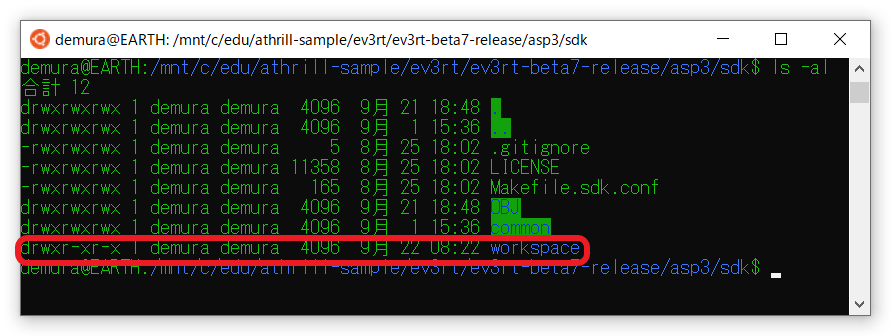 demura@EARTH: /mnt/c/edu/athrill-sample/ev3rt/ev3rt-beta7-release/asp3/sdk
demura@EARTH:/mnt/c/edu/athrill-sample/ev3rt/ev3rt-beta7-release/asp3/sdk$ ls -al
合計 12
drwxrwxrwx 1 demura demura  4096  9月 21 18:48 .
drwxrwxrwx 1 demura demura  4096  9月  1 15:36 ..
-rwxrwxrwx 1 demura demura     5  8月 25 18:02 .gitignore
-rwxrwxrwx 1 demura demura 11358  8月 25 18:02 LICENSE
-rwxrwxrwx 1 demura demura   165  8月 25 18:02 Makefile.sdk.conf
drwxrwxrwx 1 demura demura  4096  9月 21 18:48 OBJ
drwxrwxrwx 1 demura demura  4096  9月  1 15:36 common
drwxr-xr-x 1 demura demura  4096  9月 22 08:22 workspace
demura@EARTH:/mnt/c/edu/athrill-sample/ev3rt/ev3rt-beta7-release/asp3/sdk$